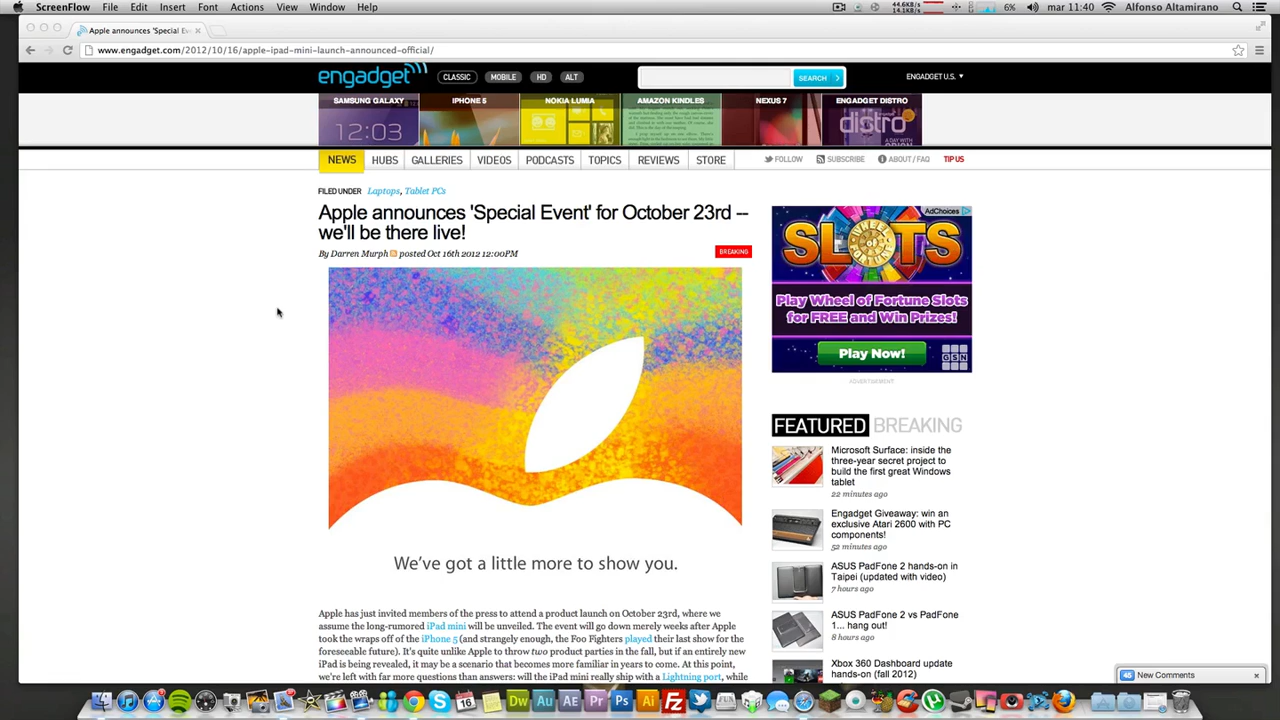 ScreenFlow File Edit Insert Font Actions View Window Help
44.6KB/s
14.1KB/s
6% mar 11:40 Alfonso Altamirano
Apple announces 'Special Ev
www.engadget.com/2012/10/16/apple-ipad-mini-launch-announced-official/
engadget CLASSIC MOBILE HD ALT SEARCH ENGADGET U.S.
SAMSUNG GALAXY IPHONE 5 NOKIA LUMIA AMAZON KINDLES NEXUS 7 ENGADGET DISTRO
12:03 distro
NEWS HUBS GALLERIES VIDEOS PODCASTS TOPICS REVIEWS STORE FOLLOW SUBSCRIBE ABOUT / FAQ TIP US
FILED UNDER Laptops, Tablet PCs
Apple announces 'Special Event' for October 23rd --
we'll be there live!
By Darren Murph posted Oct 16th 2012 12:00PM
BREAKING
We've got a little more to show you.
Apple has just invited members of the press to attend a product launch on October 23rd, where we
assume the long-rumored iPad mini will be unveiled. The event will go down merely weeks after Apple
took the wraps off of the iPhone 5 (and strangely enough, the Foo Fighters played their last show for the
foreseeable future). It's quite unlike Apple to throw two product parties in the fall, but if an entirely new
iPad is being revealed, it may be a scenario that becomes more familiar in years to come. At this point,
we're left with far more questions than answers: will the iPad mini really ship with a Lightning port, while
AdChoices
SLOTS
Play Wheel of Fortune Slots
for FREE and Win Prizes!
Play Now!
GSN
ADVERTISEMENT
FEATURED BREAKING
Microsoft Surface: inside the
three-year secret project to
build the first great Windows
tablet
22 minutes ago
Engadget Giveaway: win an
exclusive Atari 2600 with PC
components!
52 minutes ago
ASUS PadFone 2 hands-on in
Taipei (updated with video)
7 hours ago
ASUS PadFone 2 vs PadFone
1... hang out!
8 hours ago
Xbox 360 Dashboard update
hands-on (fall 2012)
45 New Comments
16 Dw Au Ae Pr Ps Ai Fz